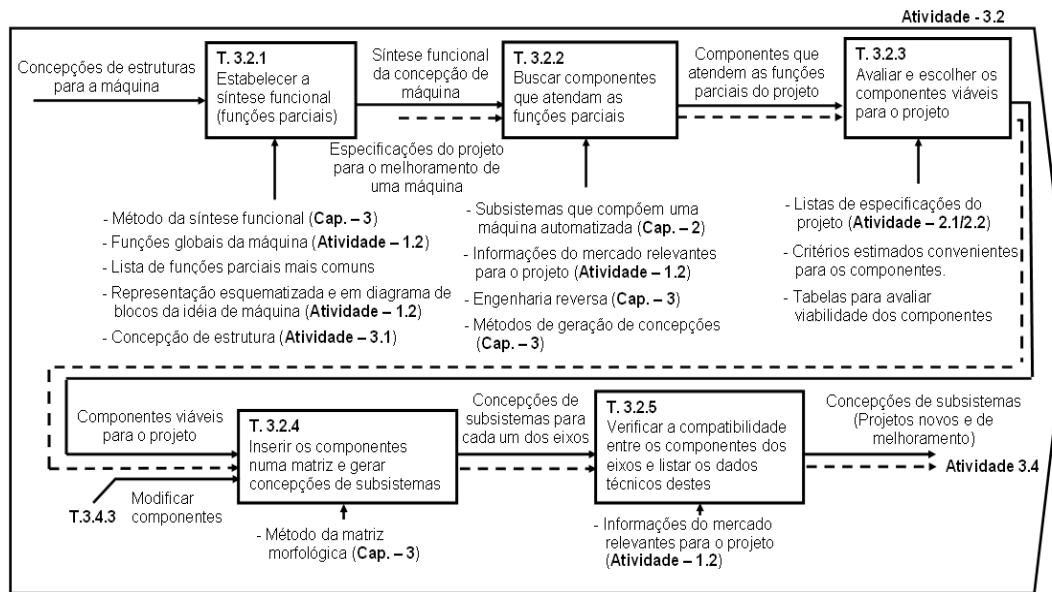 Atividade - 3.2
Concepções de estruturas
para a máquina
T. 3.2.1
Estabelecer a
síntese funcional
(funções parciais)
Síntese funcional
da concepção de
máquina
Especificações do projeto
para o melhoramento de
uma máquina
T. 3.2.2
Buscar componentes
que atendam as
funções parciais
Componentes que
atendem as funções
parciais do projeto
T. 3.2.3
Avaliar e escolher os
componentes viáveis
para o projeto
- Método da síntese funcional (Cap. – 3)
- Funções globais da máquina (Atividade – 1.2)
- Lista de funções parciais mais comuns
- Representação esquematizada e em diagrama de
blocos da idéia de máquina (Atividade – 1.2)
- Concepção de estrutura (Atividade – 3.1)
- Subsistemas que compõem uma
máquina automatizada (Cap. – 2)
- Informações do mercado relevantes
para o projeto (Atividade – 1.2)
- Engenharia reversa (Cap. – 3)
- Métodos de geração de concepções
(Cap. – 3)
- Listas de especificações do
projeto (Atividade – 2.1/2.2)
- Critérios estimados convenientes
para os componentes.
- Tabelas para avaliar
viabilidade dos componentes
Componentes viáveis
para o projeto
T.3.4.3
Modificar
componentes
T. 3.2.4
Inserir os componentes
numa matriz e gerar
concepções de subsistemas
- Método da matriz
morfológica (Cap. – 3)
Concepções de
subsistemas para
cada um dos eixos
T. 3.2.5
Verificar a compatibilidade
entre os componentes dos
eixos e listar os dados
técnicos destes
- Informações do mercado
relevantes para o projeto
(Atividade – 1.2)
Concepções de subsistemas
(Projetos novos e de
melhoramento)
Atividade 3.4